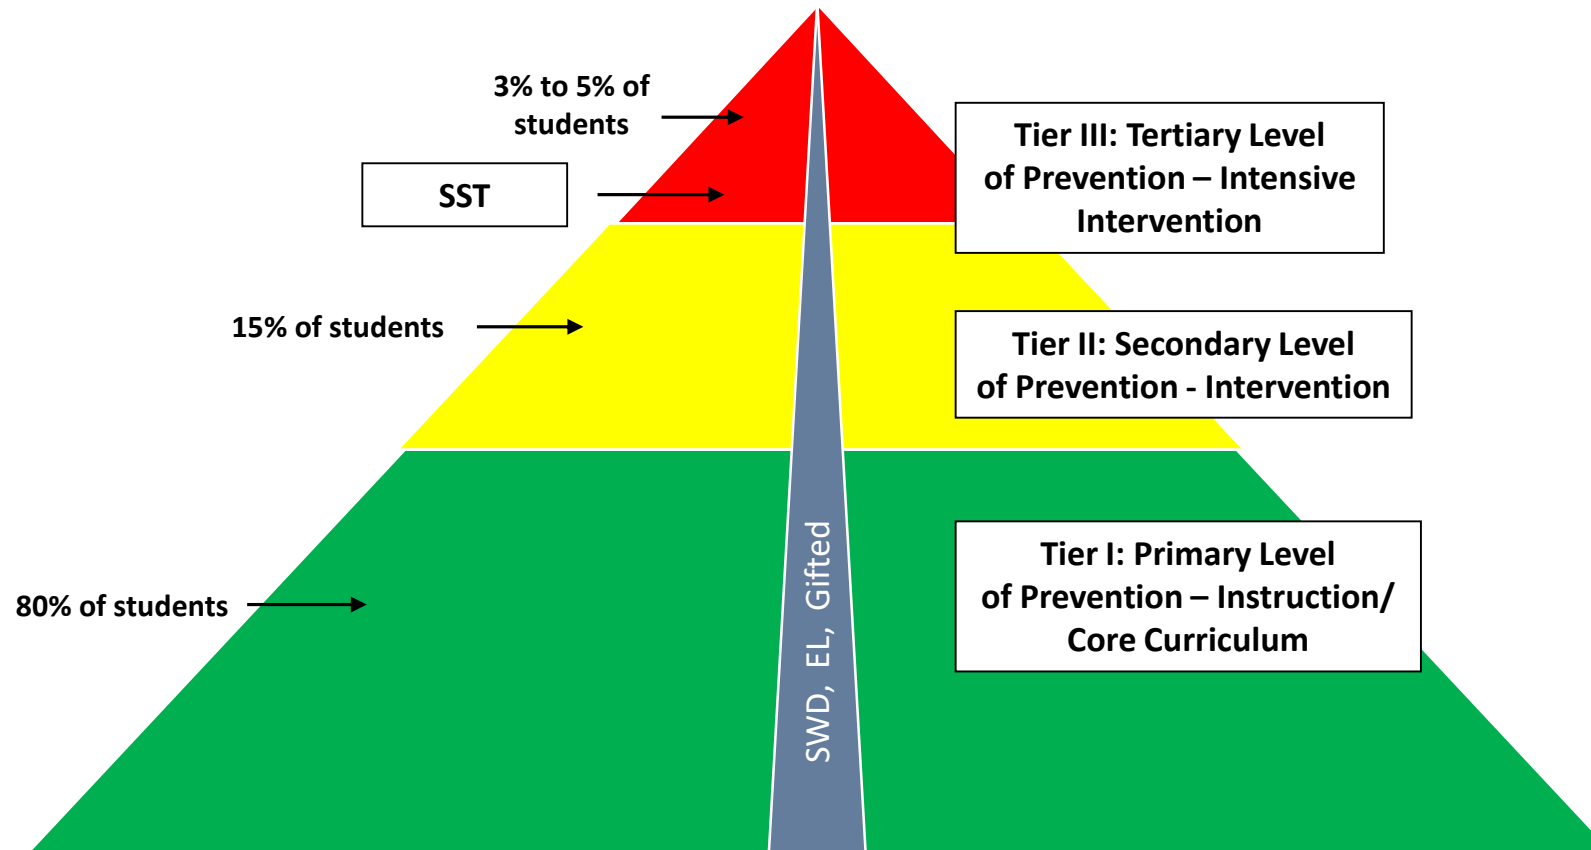 3% to 5% of
students
SST
Tier III: Tertiary Level
of Prevention – Intensive
Intervention
15% of students
Tier II: Secondary Level
of Prevention - Intervention
80% of students
Tier I: Primary Level
of Prevention – Instruction/
Core Curriculum
SWD, EL, Gifted